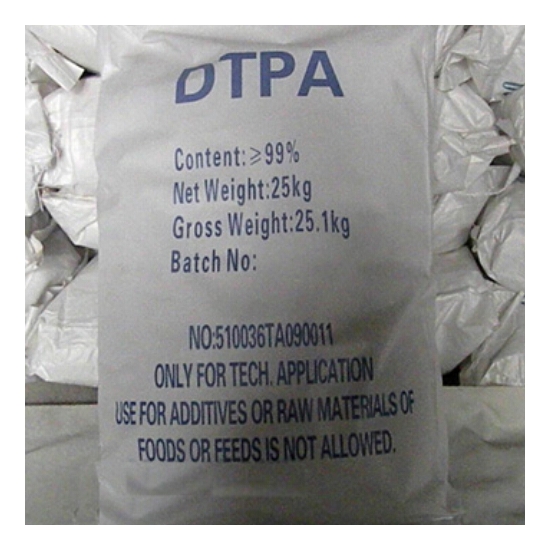 DTPA
Content:≥99%
Net Weight:25kg
Gross Weight:25.1kg
Batch No:
NO:510036TA090011
ONLY FOR TECH. APPLICATION
USE FOR ADDITIVES OR RAW MATERIALS OF
FOODS OR FEEDS IS NOT ALLOWED.